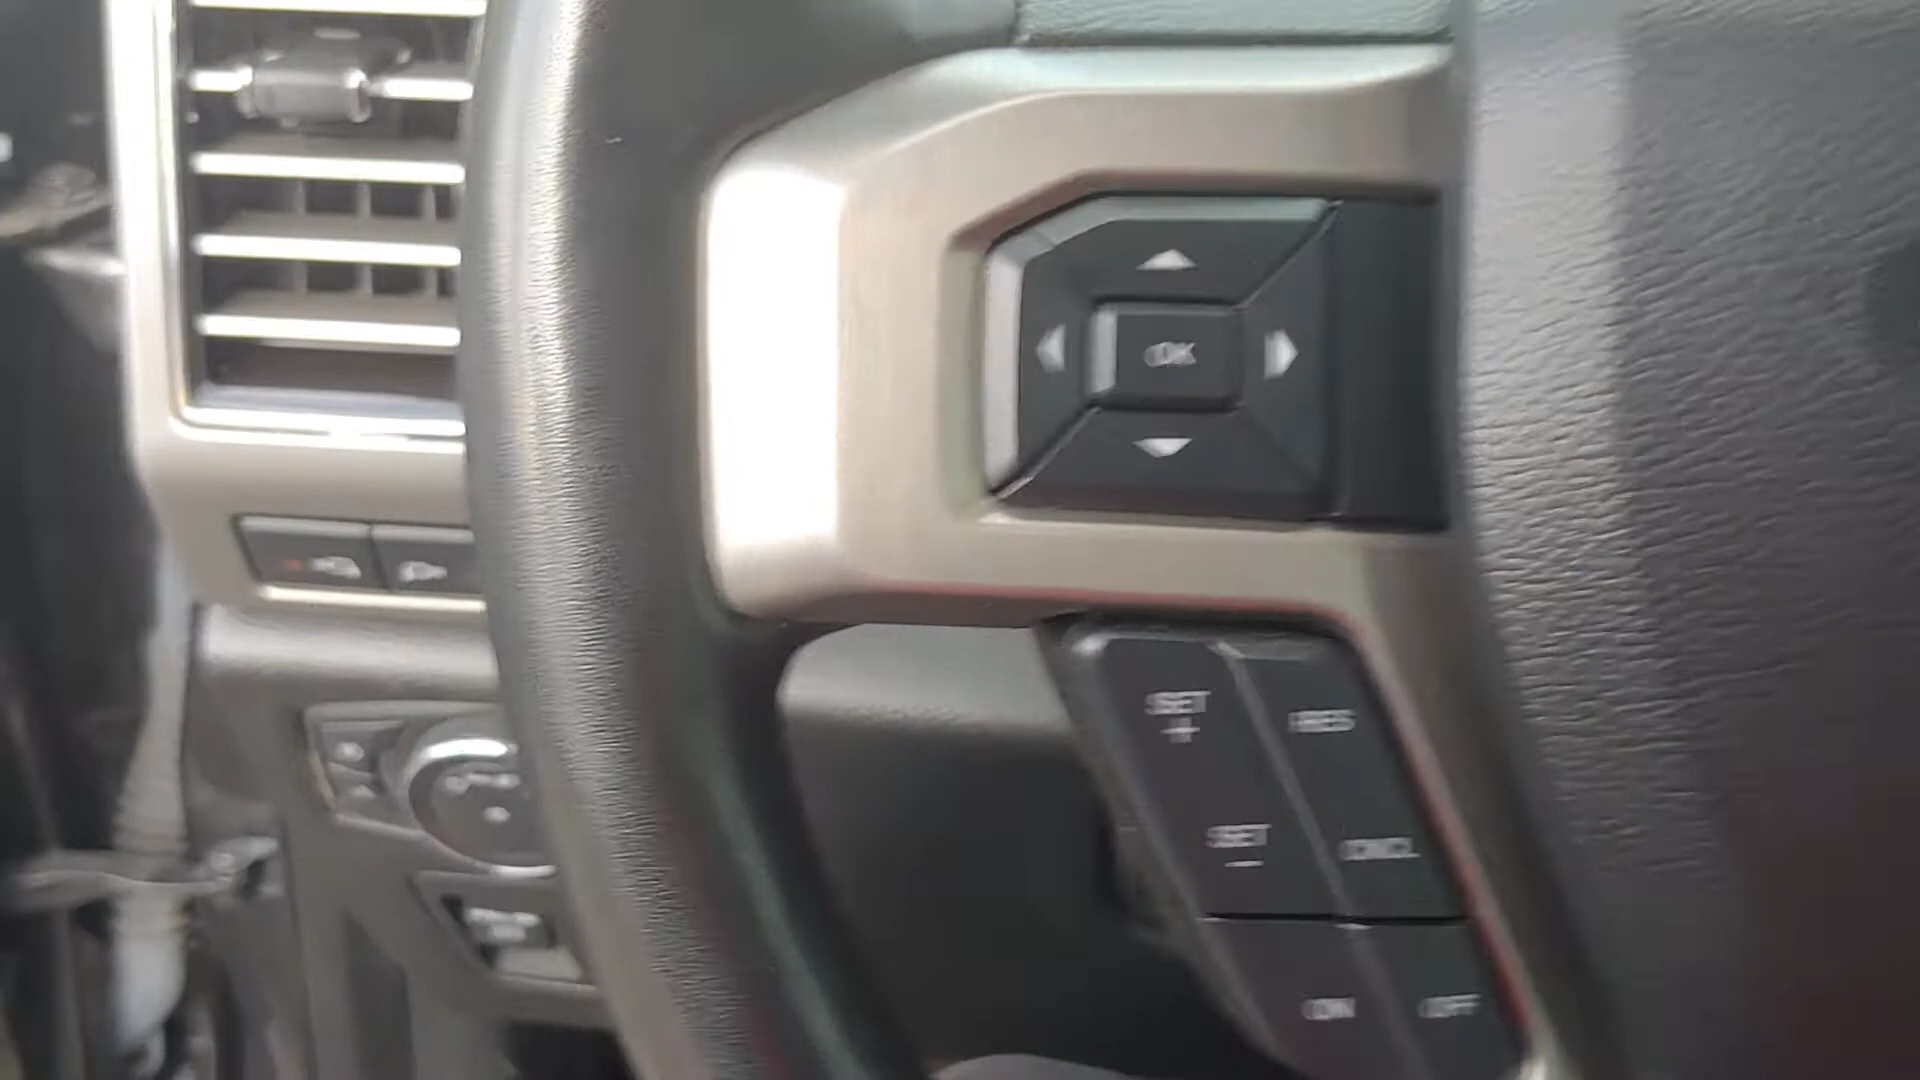 OK
SET
+
RES
SET
-
CNCL
ON
OFF